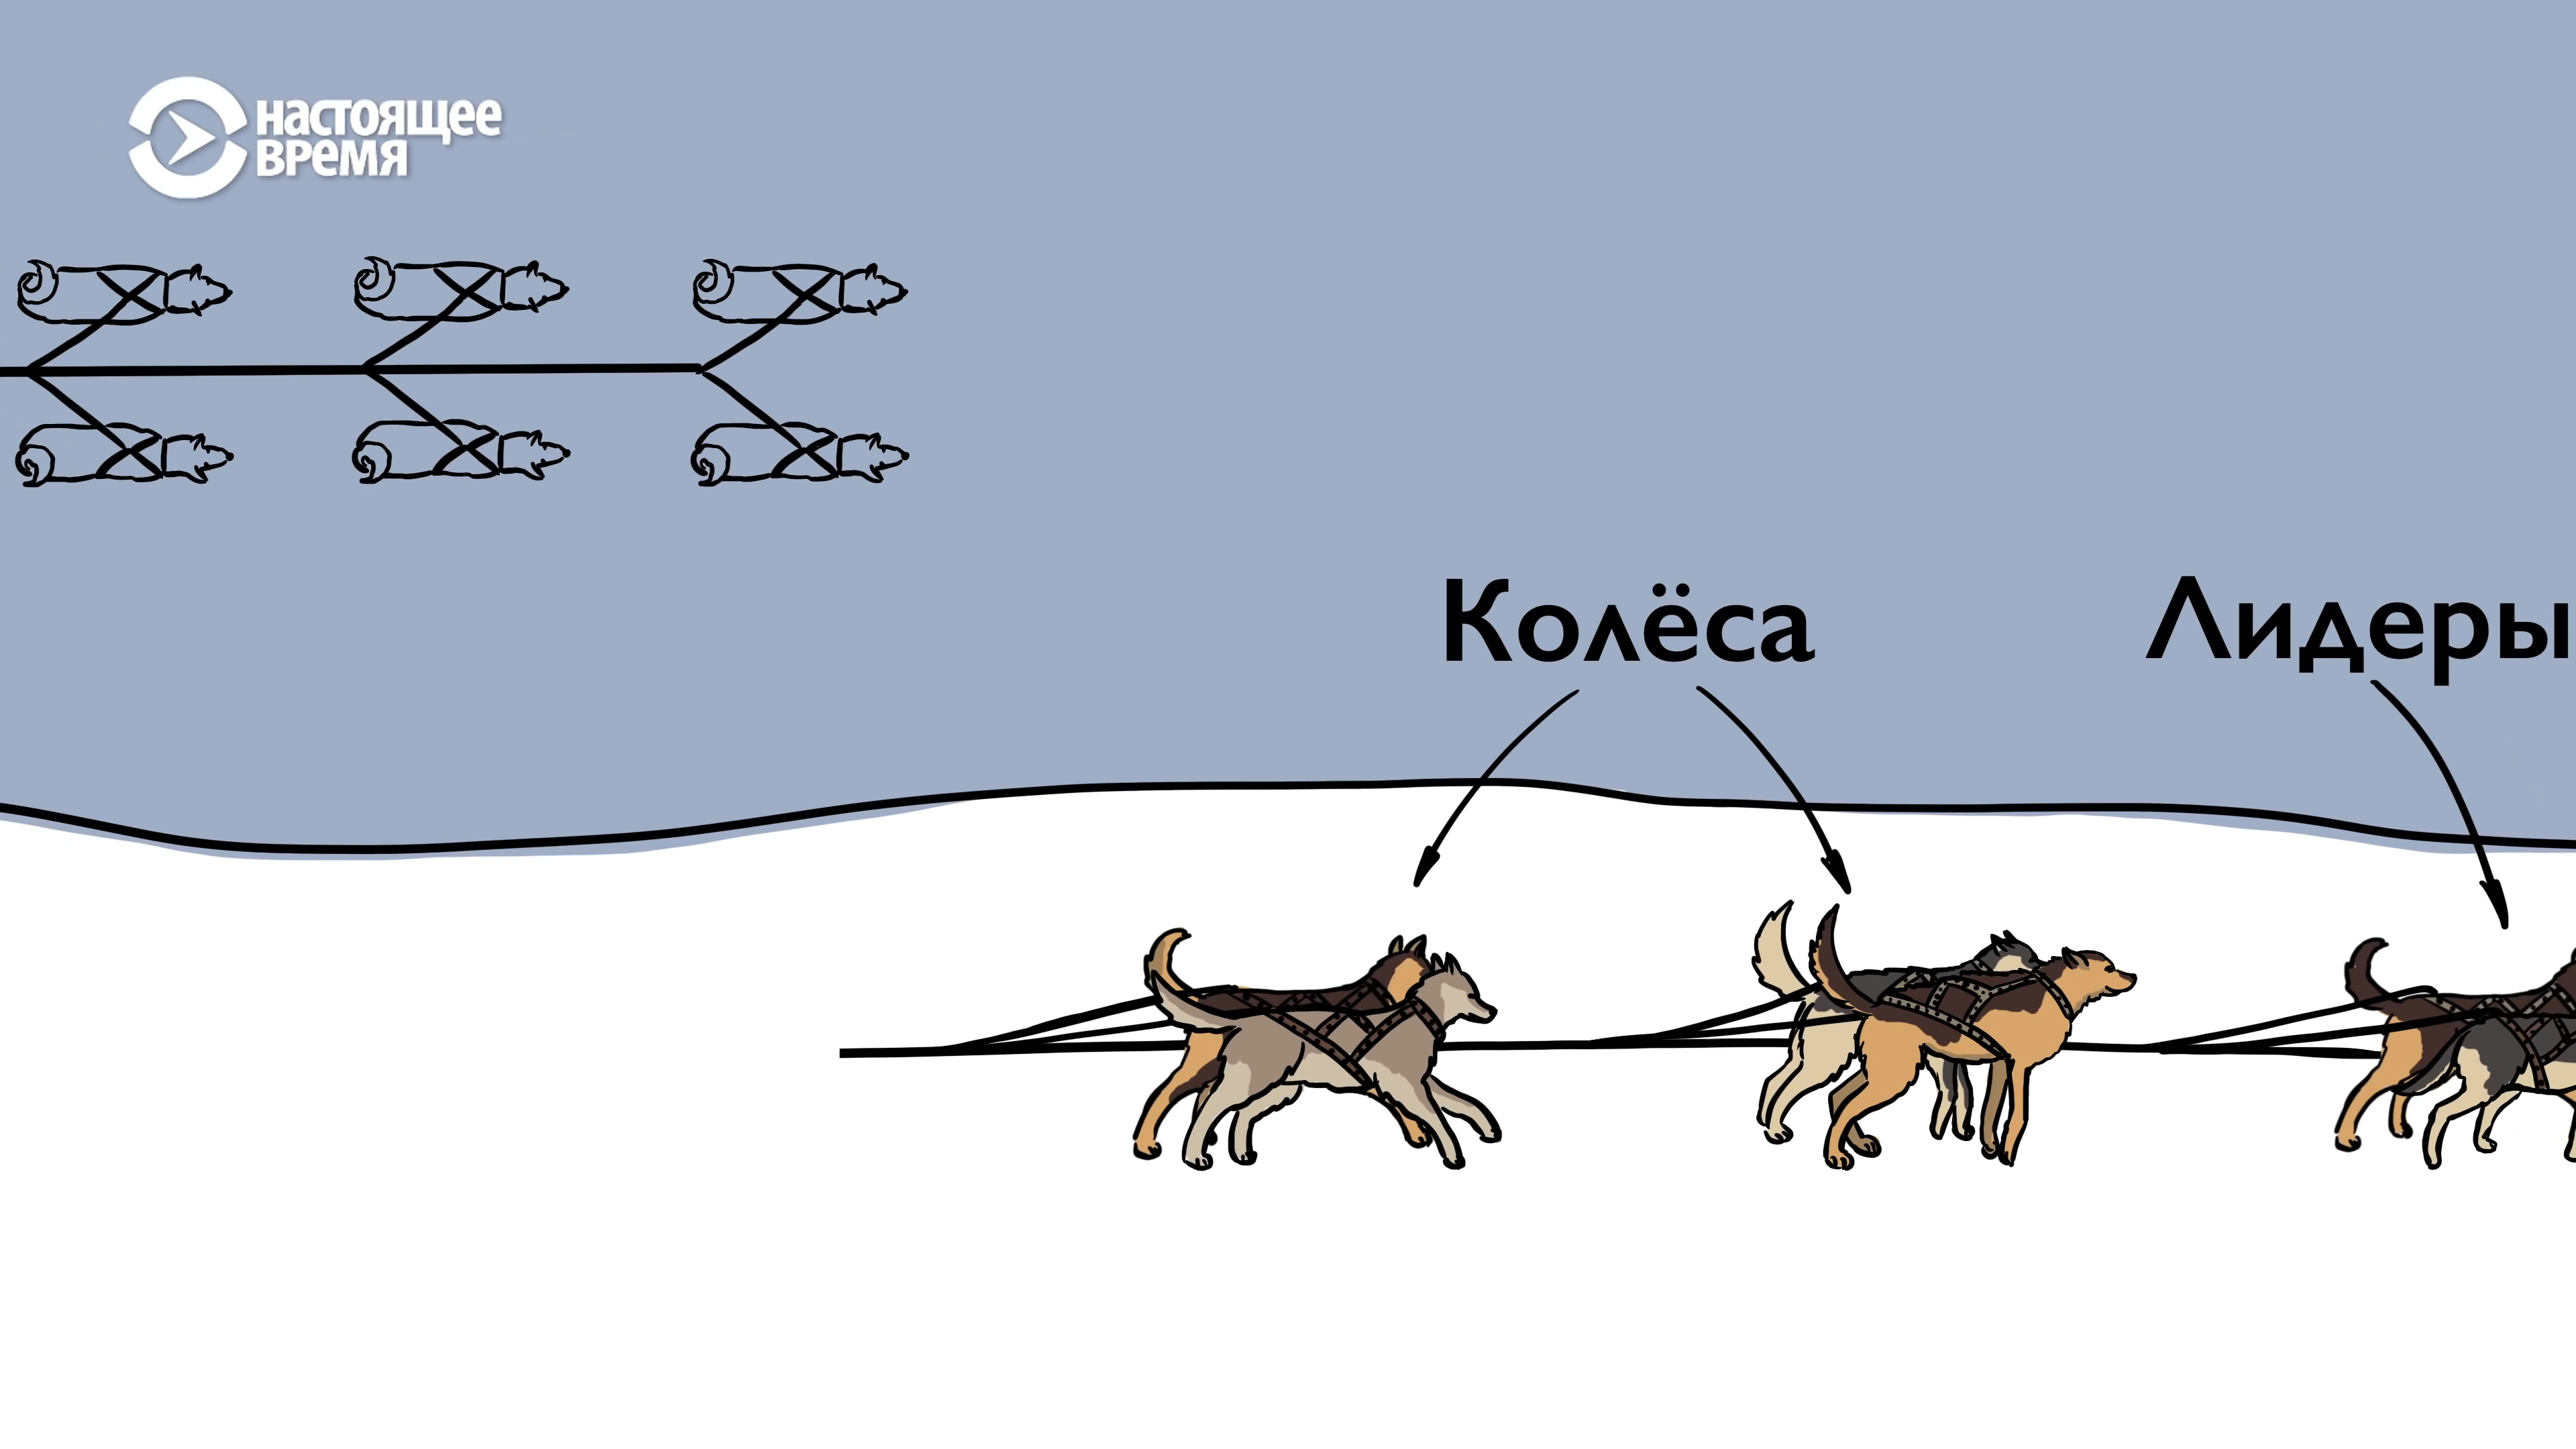 настоящее
время
Колёса
Лидеры